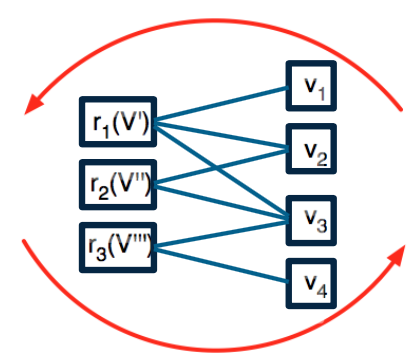 r₁(V')
r₂(V'')
r₃(V''')
v₁
v₂
v₃
v₄